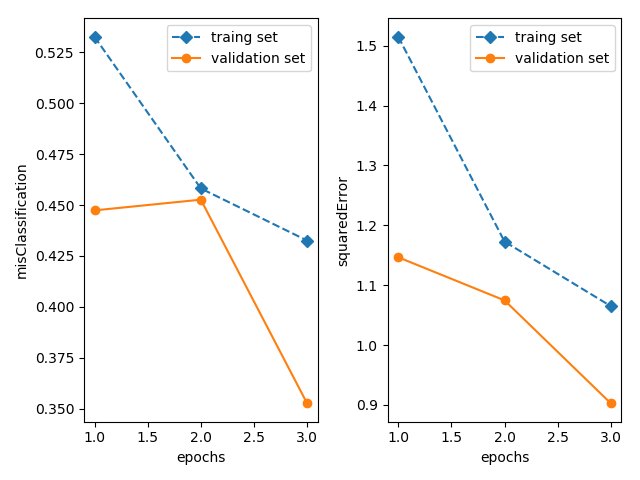 traing set
validation set
0.525
0.500
0.475
0.450
0.425
0.400
0.375
0.350
misClassification
1.0 1.5 2.0 2.5 3.0
epochs
traing set
validation set
1.5
1.4
1.3
1.2
1.1
1.0
0.9
squaredError
1.0 1.5 2.0 2.5 3.0
epochs